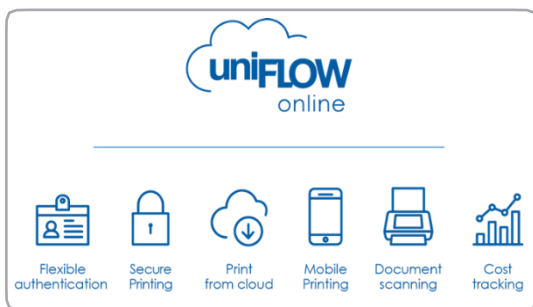 uniFLOW
online
Flexible
authentication
Secure
Printing
Print
from cloud
Mobile
Printing
Document
scanning
Cost
tracking